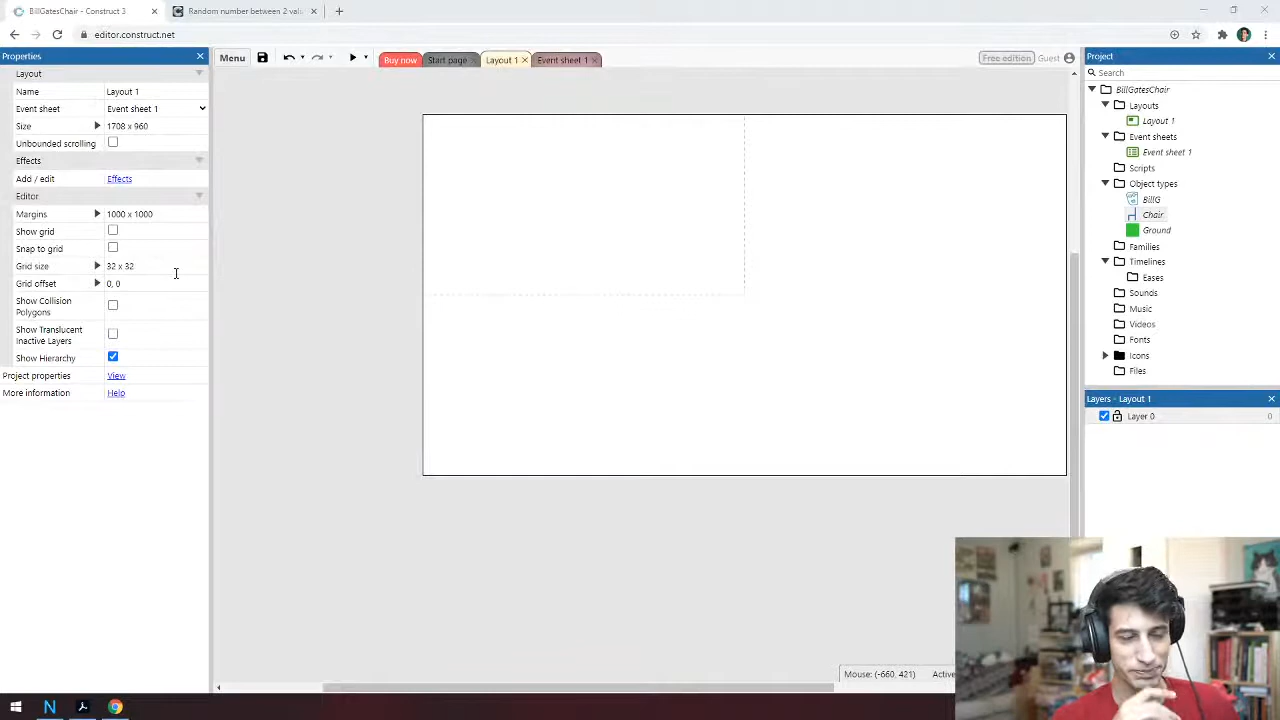 BillGatesChair - Construct 3
Random number between 2 valu
editor.construct.net
Properties
Menu
Buy now
Start page
Layout 1
Event sheet 1
Free edition
Guest
Project
Layout
Name
Layout 1
Event sheet
Event sheet 1
Size
1708 x 960
Unbounded scrolling
Effects
Add / edit
Effects
Editor
Margins
1000 x 1000
Show grid
Snap to grid
Grid size
32 x 32
Grid offset
0, 0
Show Collision
Polygons
Show Translucent
Inactive Layers
Show Hierarchy
Project properties
View
More information
Help
Search
BillGatesChair
Layouts
Layout 1
Event sheets
Event sheet 1
Scripts
Object types
BillG
Chair
Ground
Families
Timelines
Eases
Sounds
Music
Videos
Fonts
Icons
Files
Layers - Layout 1
Layer 0
0
Mouse: (-660, 421)
Active